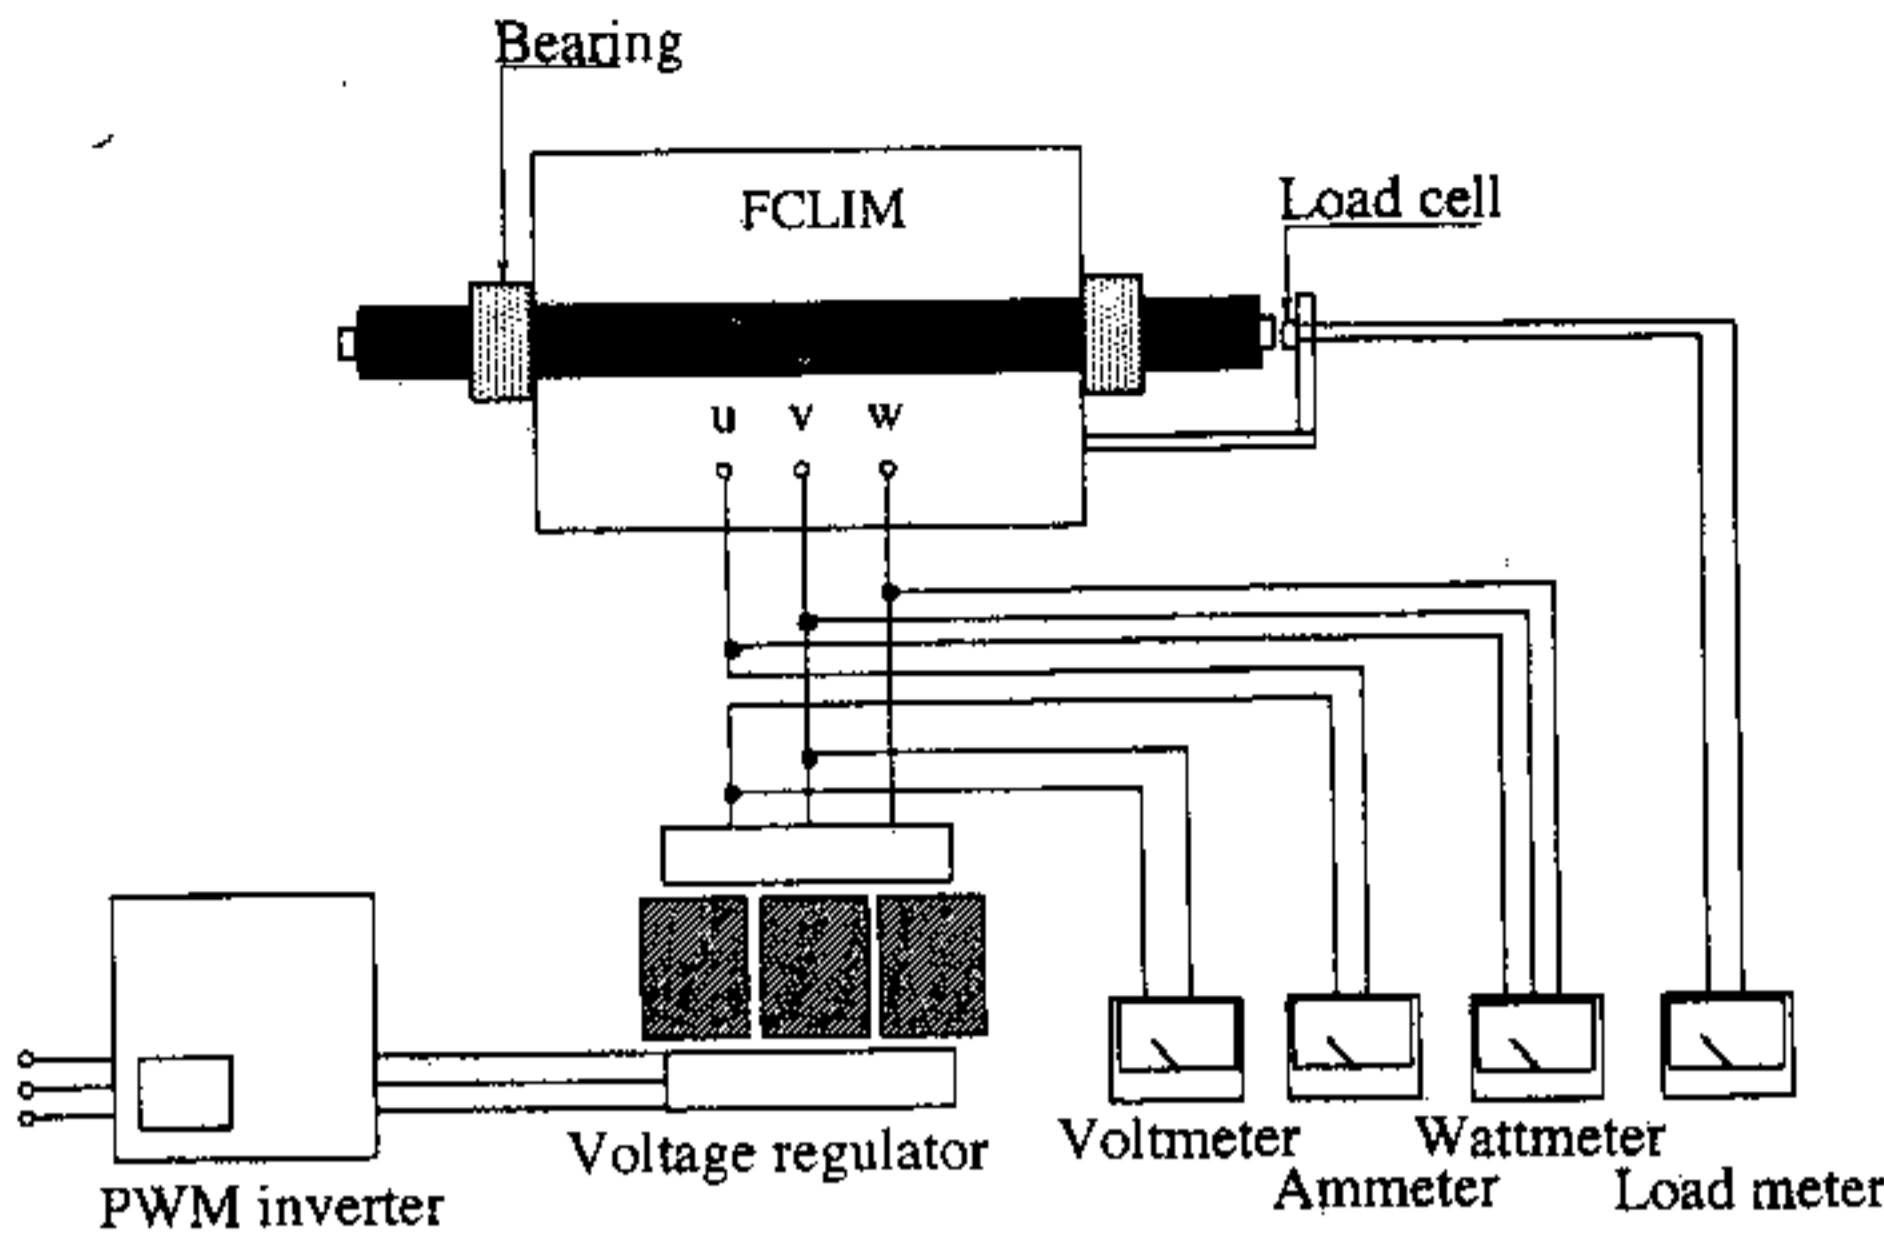 Bearing
FCLIM
Load cell
u v w
Voltage regulator
Voltmeter
Wattmeter
Ammeter
Load meter
PWM inverter